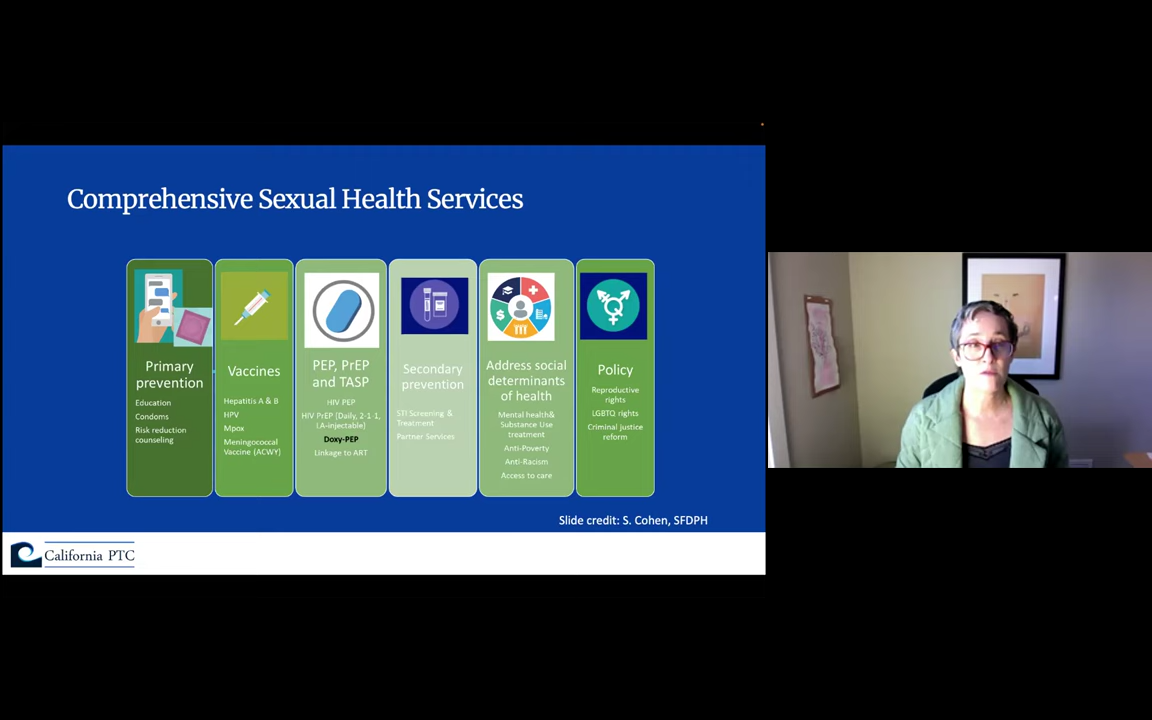 Comprehensive Sexual Health Services
Primary
prevention
Education
Condoms
Risk reduction
counseling
Vaccines
Hepatitis A & B
HPV
Mpox
Meningococcal
Vaccine (ACWY)
PEP, PrEP
and TASP
HIV PEP
HIV PrEP [Daily, 2-1-1,
LA-injectable)
Doxy-PEP
Linkage to ART
Secondary
prevention
STI Screening &
Treatment
Partner Services
Address social
determinants
of health
Mental health&
Substance Use
treatment
Anti-Poverty
Anti-Racism
Access to care
Policy
Reproductive
rights
LGBTQ rights
Criminal justice
reform
Slide credit: S. Cohen, SFDPH
California PTC